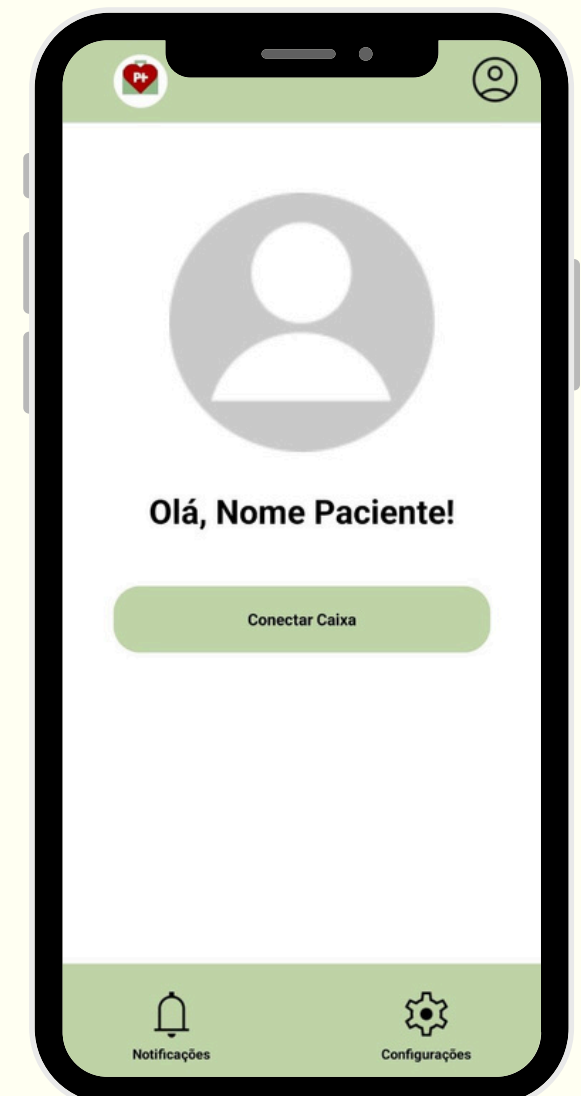 P+
Olá, Nome Paciente!
Conectar Caixa
Notificações
Configurações